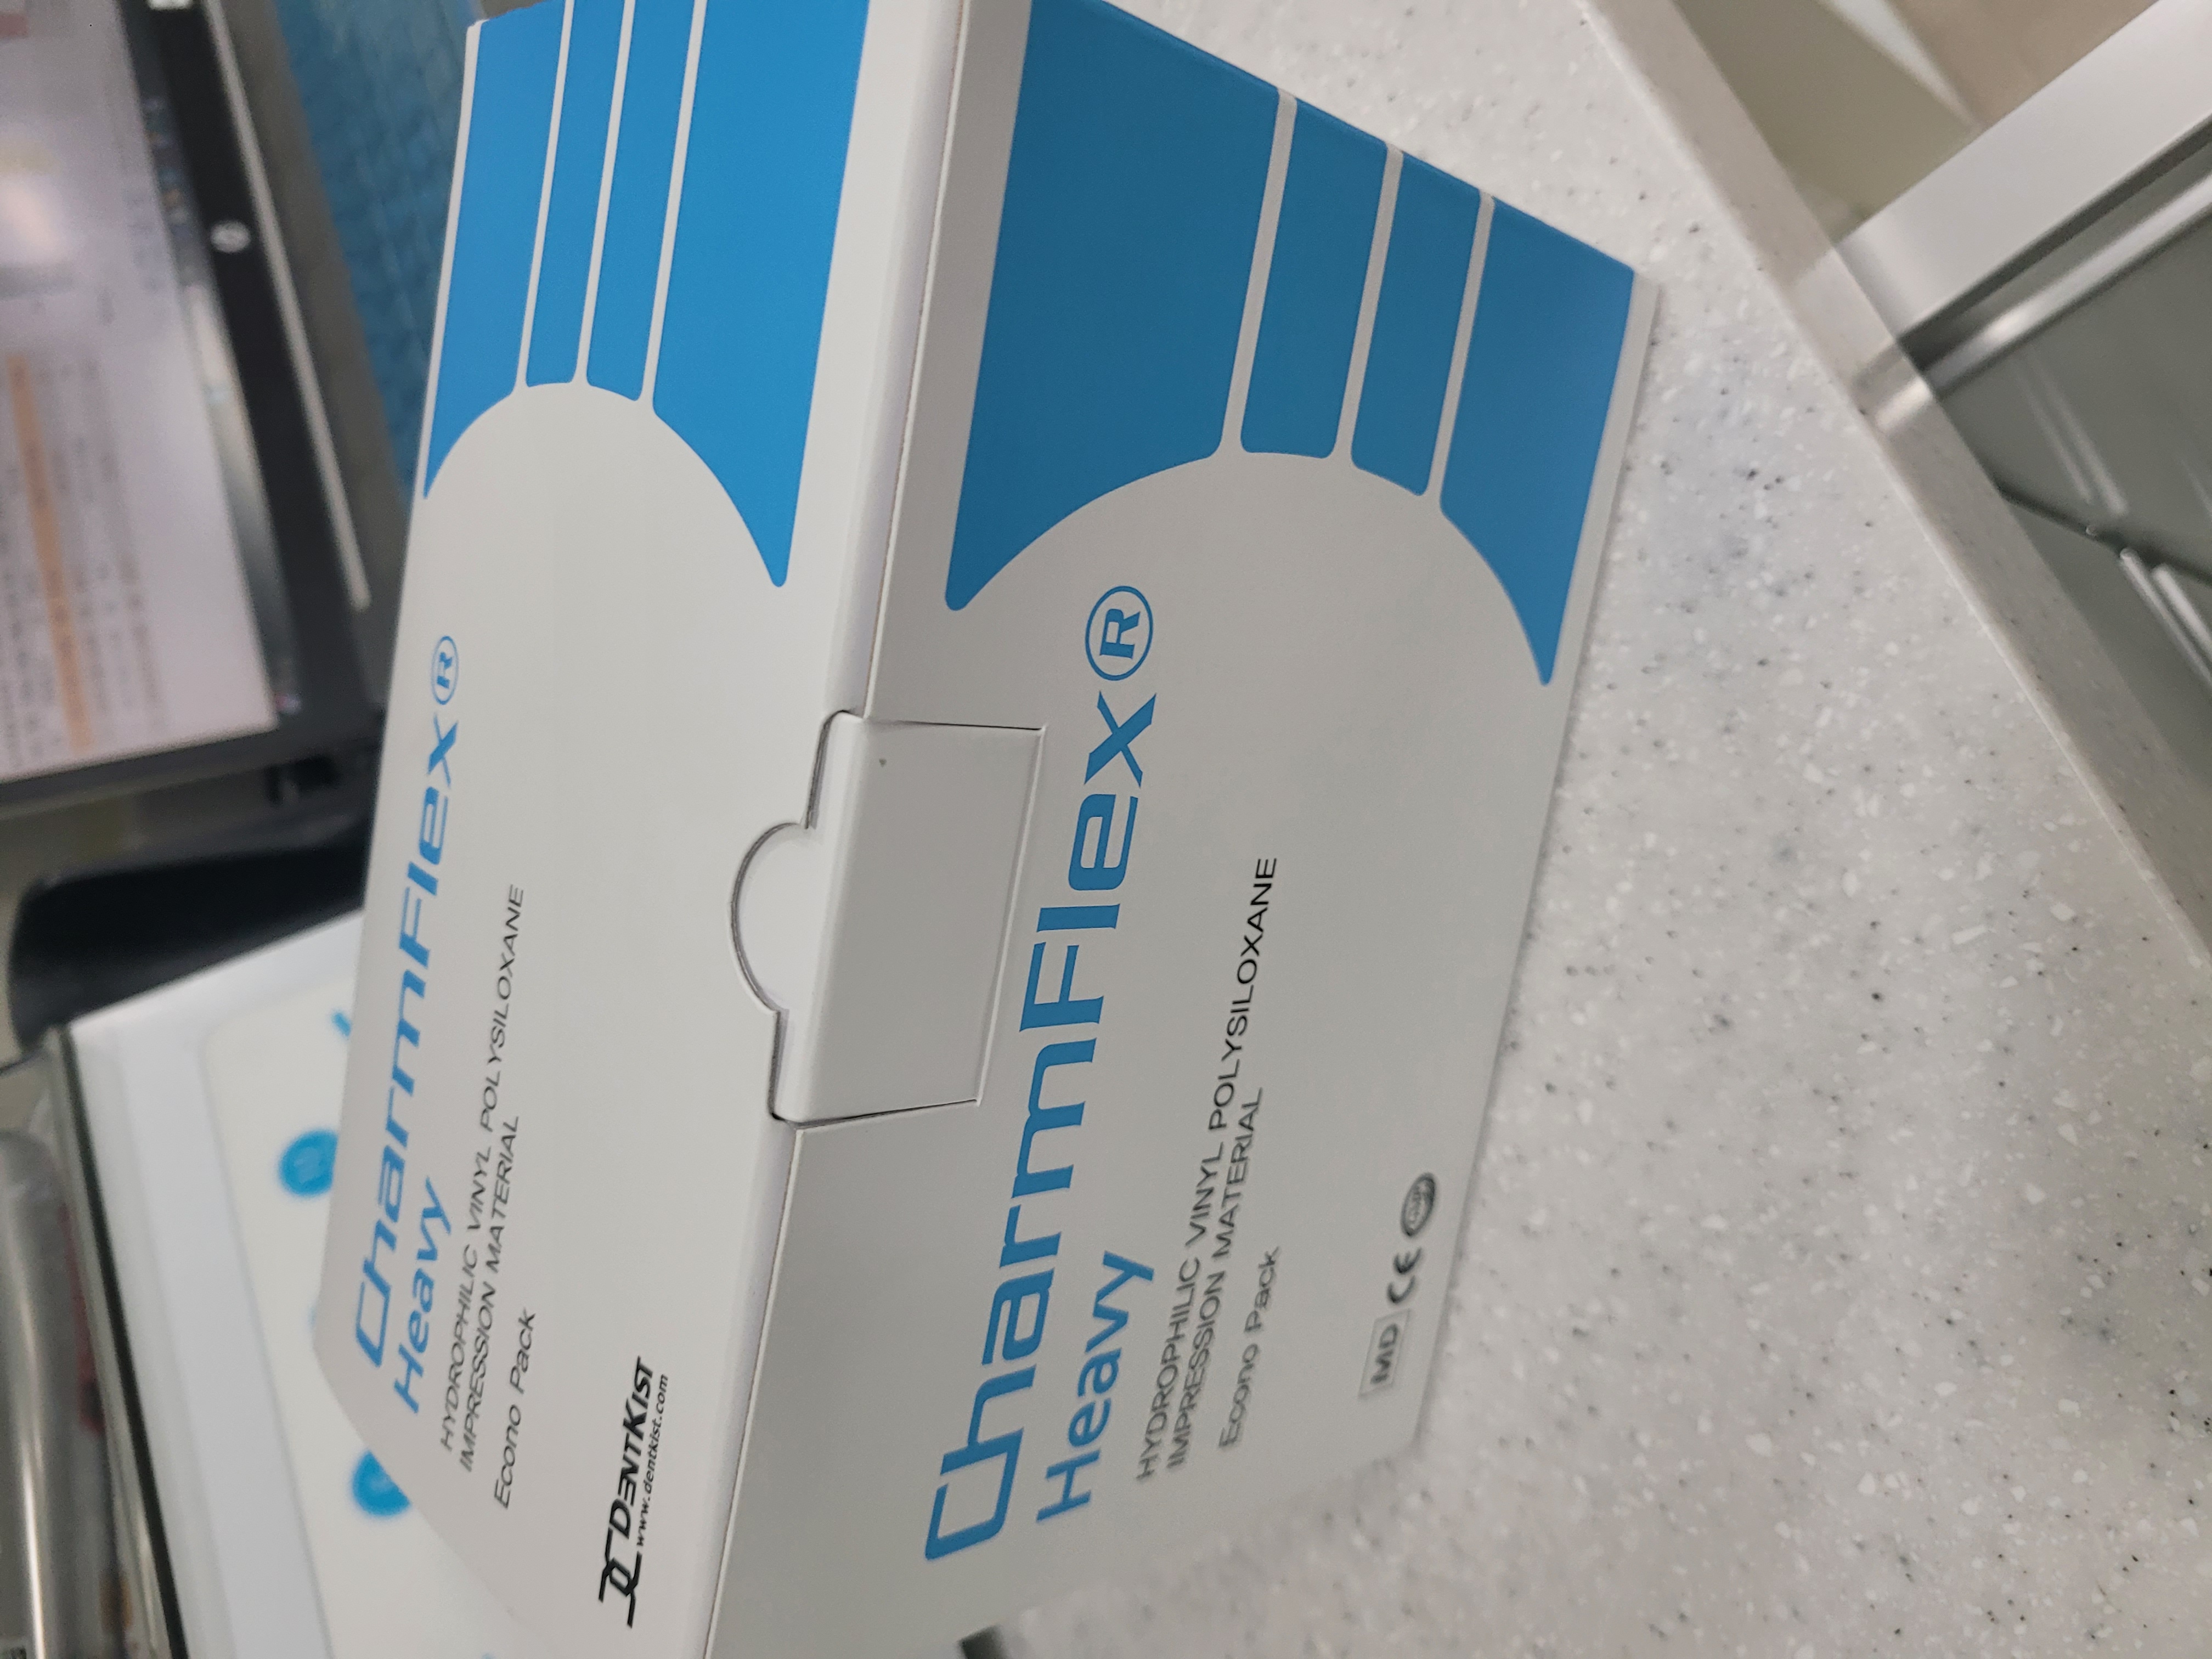 CharmFlex®
Heavy
HYDROPHILIC VINYL POLYSILOXANE
IMPRESSION MATERIAL
Econo Pack
DENTKIST
www.dentkist.com
CharmFlex®
Heavy
HYDROPHILIC VINYL POLYSILOXANE
IMPRESSION MATERIAL
Econo Pack
MD CE
hp